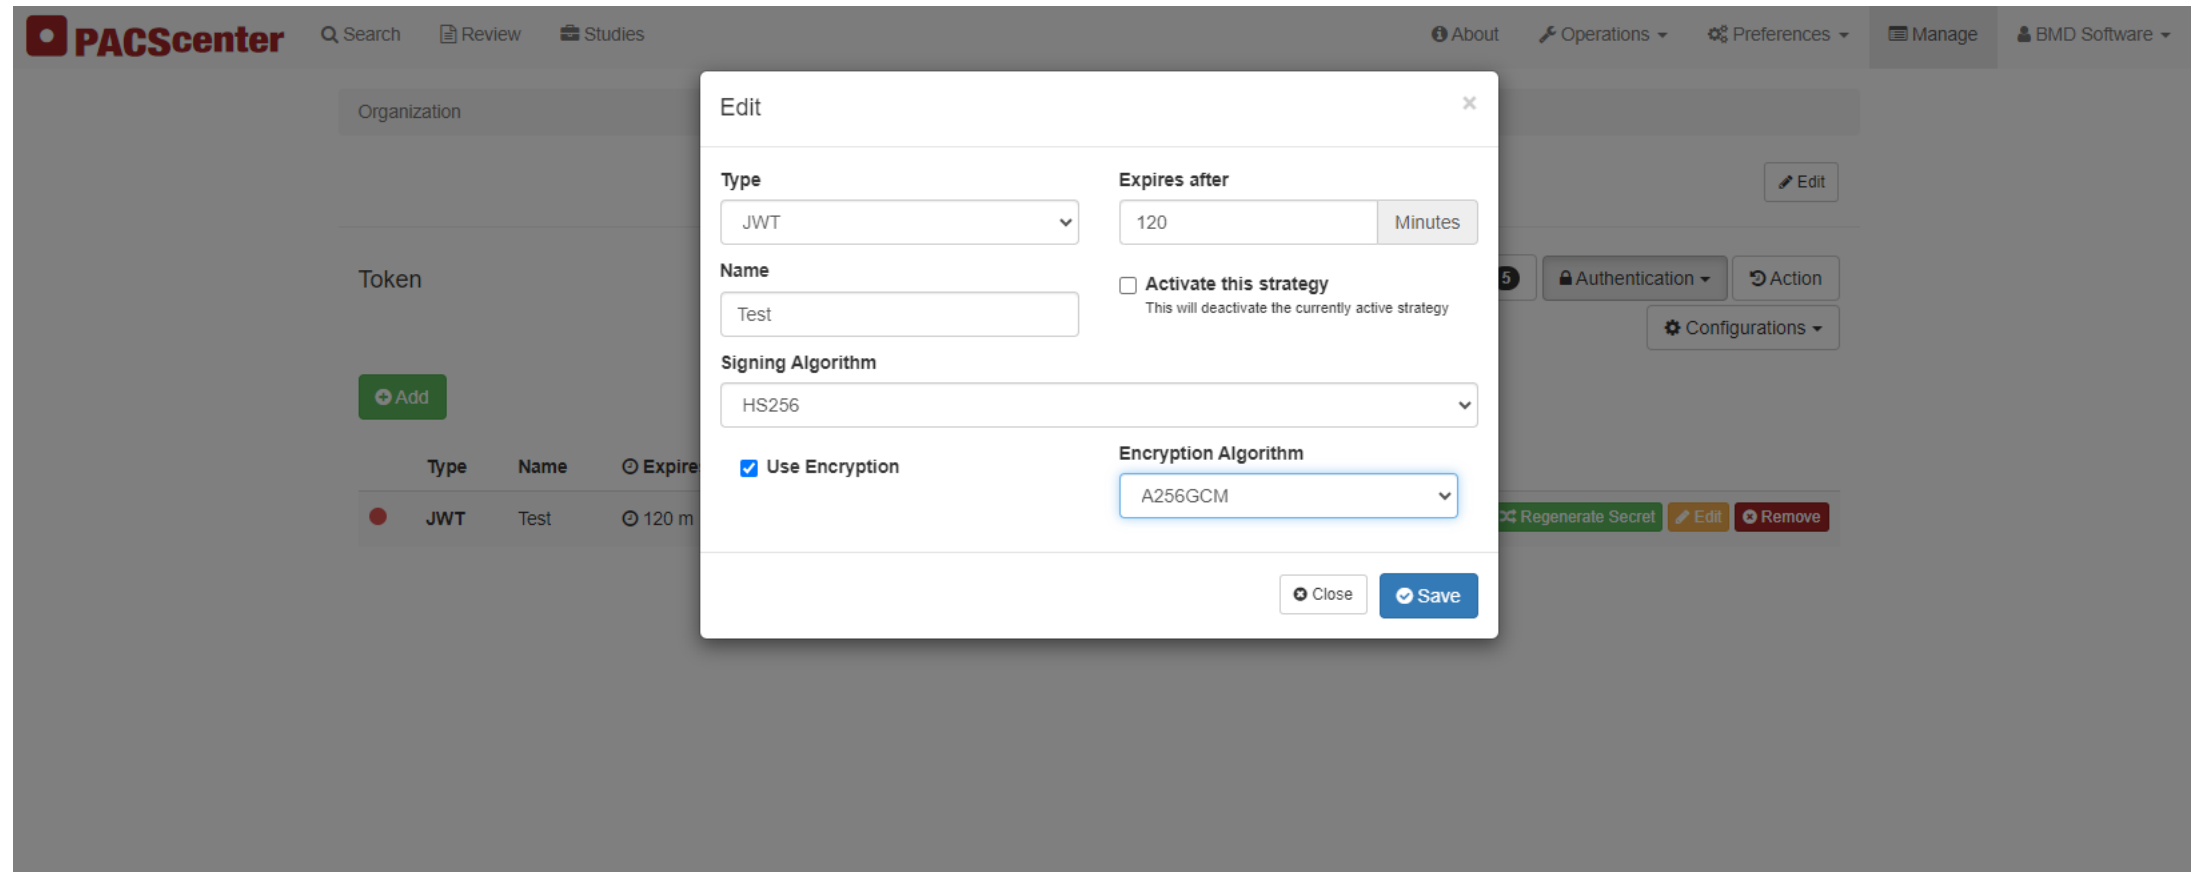 PACScenter Search Review Studies About Operations Preferences Manage BMD Software
Organization
Edit
Token
5 Authentication Action
Configurations
Add
Type Name Expire
JWT Test 120 m Regenerate Secret Edit Remove
Edit ×
Type Expires after
JWT 120 Minutes
Name
Activate this strategy
This will deactivate the currently active strategy
Test
Signing Algorithm
HS256
Use Encryption Encryption Algorithm
A256GCM
Close Save